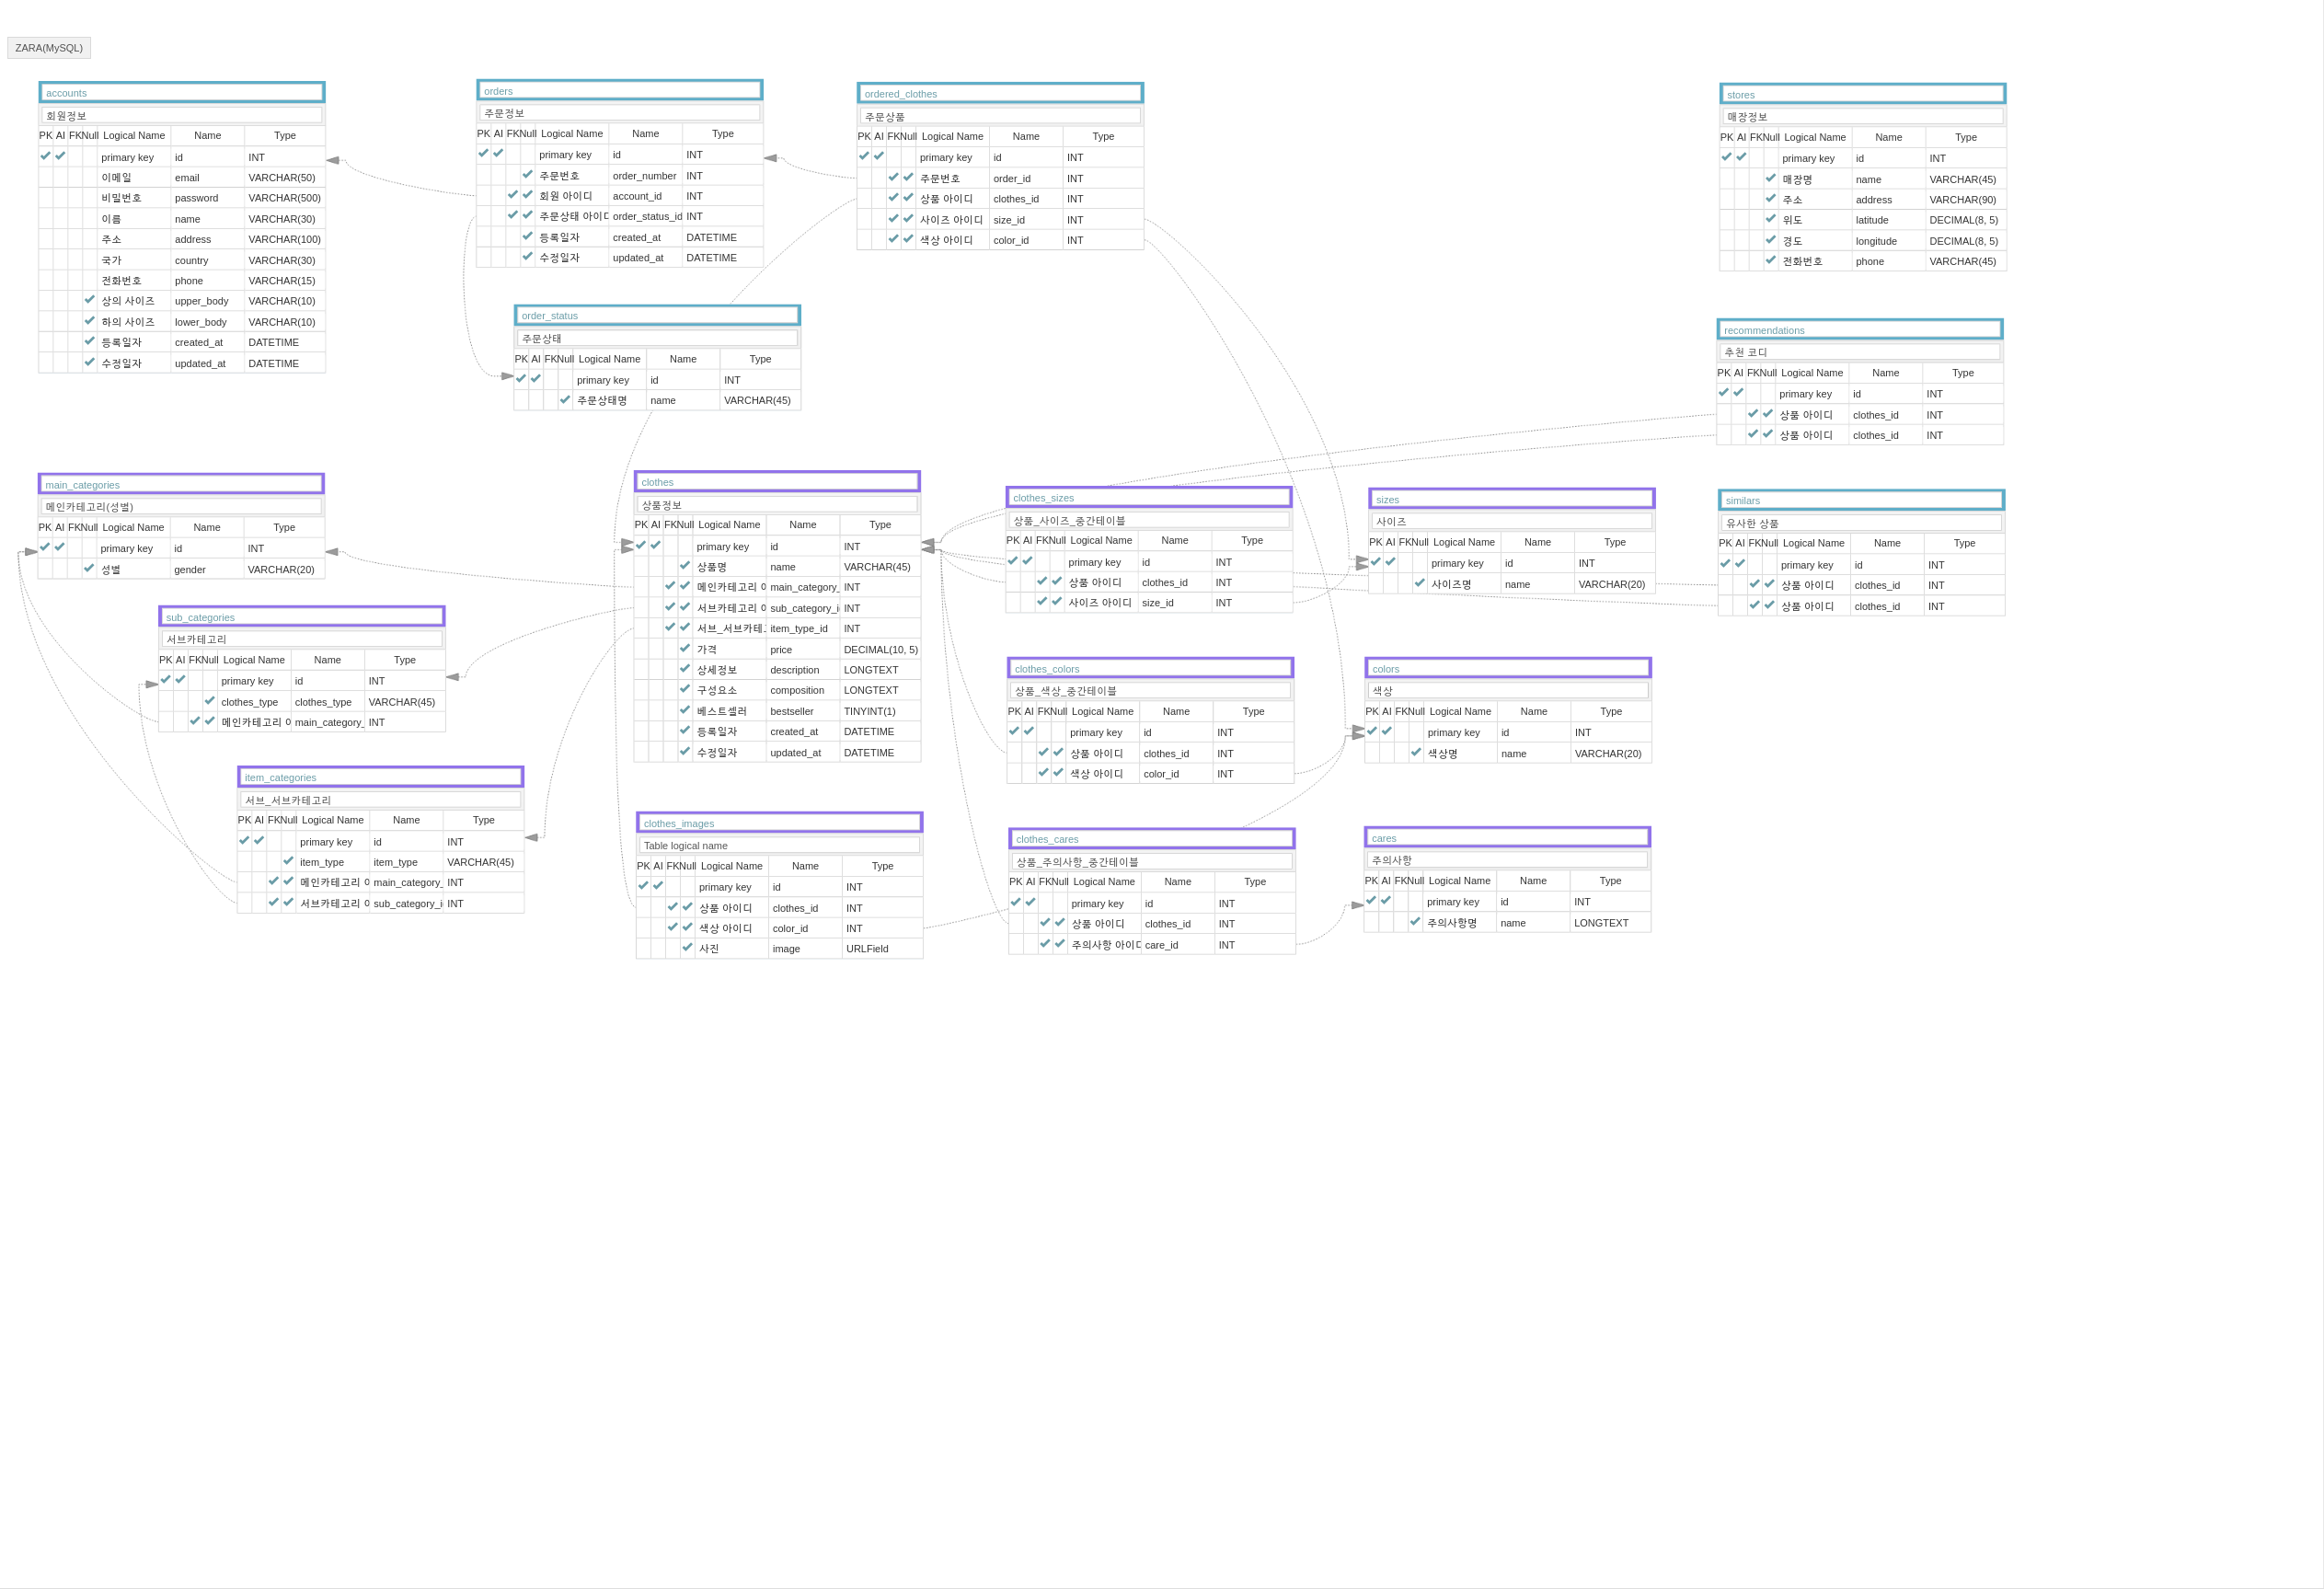 ZARA(MySQL)
accounts
회원정보
PK AI FK Null Logical Name Name Type
primary key id INT
이메일 email VARCHAR(50)
비밀번호 password VARCHAR(500)
이름 name VARCHAR(30)
주소 address VARCHAR(100)
국가 country VARCHAR(30)
전화번호 phone VARCHAR(15)
상의 사이즈 upper_body VARCHAR(10)
하의 사이즈 lower_body VARCHAR(10)
등록일자 created_at DATETIME
수정일자 updated_at DATETIME
orders
주문정보
PK AI FK Null Logical Name Name Type
primary key id INT
주문번호 order_number INT
회원 아이디 account_id INT
주문상태 아이디 order_status_id INT
등록일자 created_at DATETIME
수정일자 updated_at DATETIME
ordered_clothes
주문상품
PK AI FK Null Logical Name Name Type
primary key id INT
주문번호 order_id INT
상품 아이디 clothes_id INT
사이즈 아이디 size_id INT
색상 아이디 color_id INT
stores
매장정보
PK AI FK Null Logical Name Name Type
primary key id INT
매장명 name VARCHAR(45)
주소 address VARCHAR(90)
위도 latitude DECIMAL(8, 5)
경도 longitude DECIMAL(8, 5)
전화번호 phone VARCHAR(45)
order_status
주문상태
PK AI FK Null Logical Name Name Type
primary key id INT
주문상태명 name VARCHAR(45)
recommendations
추천 코디
PK AI FK Null Logical Name Name Type
primary key id INT
상품 아이디 clothes_id INT
상품 아이디 clothes_id INT
main_categories
메인카테고리(성별)
PK AI FK Null Logical Name Name Type
primary key id INT
성별 gender VARCHAR(20)
clothes
상품정보
PK AI FK Null Logical Name Name Type
primary key id INT
상품명 name VARCHAR(45)
메인카테고리 main_category_ INT
서브카테고리 sub_category_i INT
서브_서브카테 item_type_id INT
가격 price DECIMAL(10, 5)
상세정보 description LONGTEXT
구성요소 composition LONGTEXT
베스트셀러 bestseller TINYINT(1)
등록일자 created_at DATETIME
수정일자 updated_at DATETIME
clothes_sizes
상품_사이즈_중간테이블
PK AI FK Null Logical Name Name Type
primary key id INT
상품 아이디 clothes_id INT
사이즈 아이디 size_id INT
sizes
사이즈
PK AI FK Null Logical Name Name Type
primary key id INT
사이즈명 name VARCHAR(20)
similars
유사한 상품
PK AI FK Null Logical Name Name Type
primary key id INT
상품 아이디 clothes_id INT
상품 아이디 clothes_id INT
sub_categories
서브카테고리
PK AI FK Null Logical Name Name Type
primary key id INT
clothes_type clothes_type VARCHAR(45)
메인카테고리 main_category_ INT
clothes_colors
상품_색상_중간테이블
PK AI FK Null Logical Name Name Type
primary key id INT
상품 아이디 clothes_id INT
색상 아이디 color_id INT
colors
색상
PK AI FK Null Logical Name Name Type
primary key id INT
색상명 name VARCHAR(20)
item_categories
서브_서브카테고리
PK AI FK Null Logical Name Name Type
primary key id INT
item_type item_type VARCHAR(45)
메인카테고리 main_category_ INT
서브카테고리 sub_category_i INT
clothes_images
Table logical name
PK AI FK Null Logical Name Name Type
primary key id INT
상품 아이디 clothes_id INT
색상 아이디 color_id INT
사진 image URLField
clothes_cares
상품_주의사항_중간테이블
PK AI FK Null Logical Name Name Type
primary key id INT
상품 아이디 clothes_id INT
주의사항 아이디 care_id INT
cares
주의사항
PK AI FK Null Logical Name Name Type
primary key id INT
주의사항명 name LONGTEXT